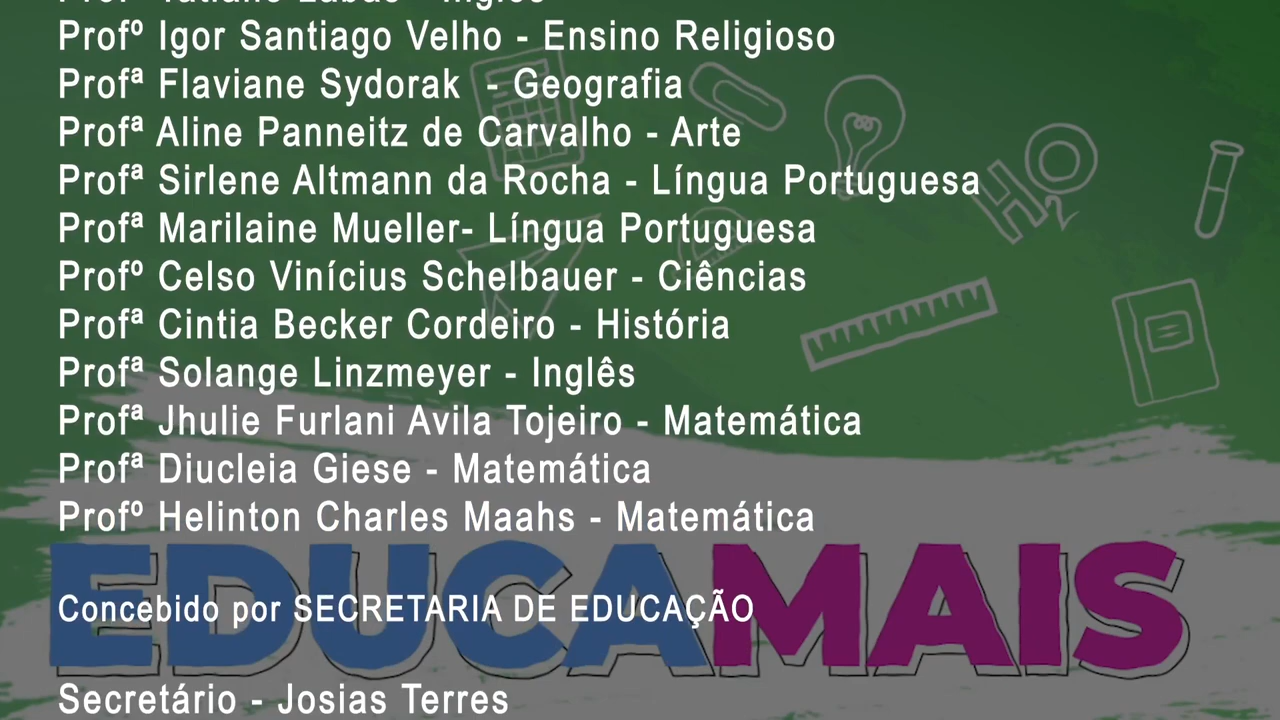 Profº Igor Santiago Velho - Ensino Religioso
Profª Flaviane Sydorak - Geografia
Profª Aline Panneitz de Carvalho - Arte
Profª Sirlene Altmann da Rocha - Língua Portuguesa
Profª Marilaine Mueller- Língua Portuguesa
Profº Celso Vinícius Schelbauer - Ciências
Profª Cintia Becker Cordeiro - História
Profª Solange Linzmeyer - Inglês
Profª Jhulie Furlani Avila Tojeiro - Matemática
Profª Diucleia Giese - Matemática
Profº Helinton Charles Maahs - Matemática
EDUCAMAIS
Concebido por SECRETARIA DE EDUCAÇÃO
Secretário - Josias Terres
H2O